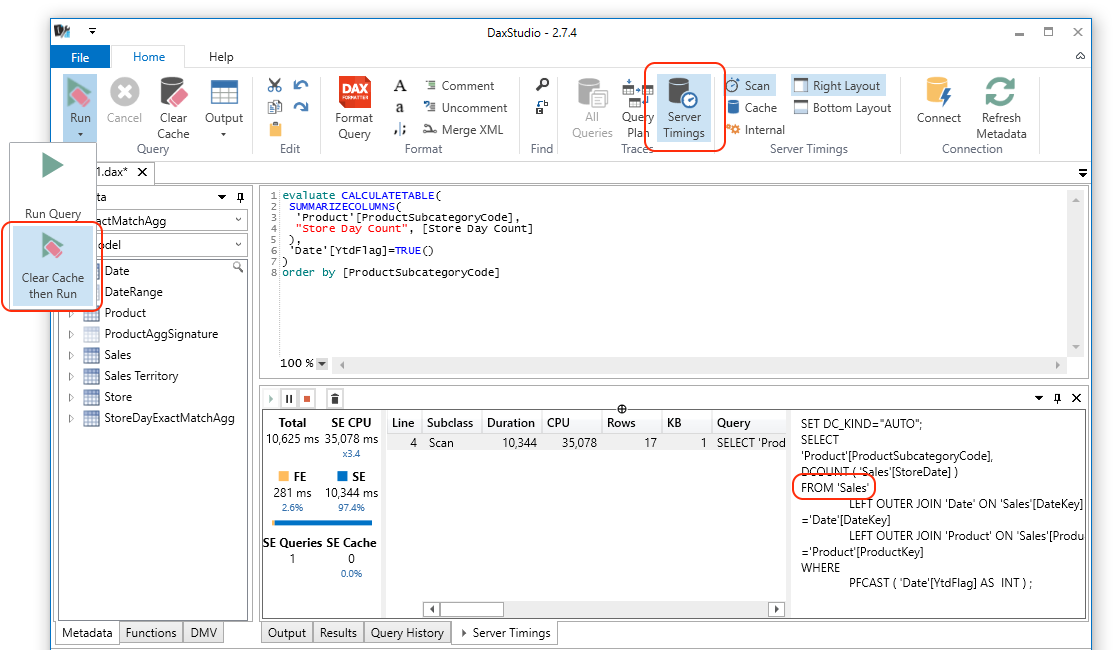 DaxStudio - 2.7.4
File Home Help
Run Cancel Clear Cache Output
Query
Edit
DAX FORMATTER
Format Query
A Comment
a Uncomment
Merge XML
Format
Find
All Queries
Query Plan
Server Timings
Traces
Scan
Cache
Internal
Right Layout
Bottom Layout
Server Timings
Connect
Refresh Metadata
Connection
Run Query
Clear Cache
then Run
1.dax*
ta
actMatchAgg
odel
Date
DateRange
Product
ProductAggSignature
Sales
Sales Territory
Store
StoreDayExactMatchAgg
Metadata Functions DMV
1 evaluate CALCULATETABLE(
2 SUMMARIZECOLUMNS(
3 'Product'[ProductSubcategoryCode],
4 "Store Day Count", [Store Day Count]
5 ),
6 'Date'[YtdFlag]=TRUE()
7 )
8 order by [ProductSubcategoryCode]
100 %
Total SE CPU
10,625 ms 35,078 ms
x3.4
FE SE
281 ms 10,344 ms
2.6% 97.4%
SE Queries SE Cache
1 0
0.0%
Line Subclass Duration CPU Rows KB Query
4 Scan 10,344 35,078 17 1 SELECT 'Prod
SET DC_KIND="AUTO";
SELECT
'Product'[ProductSubcategoryCode],
DCOUNT ( 'Sales'[StoreDate] )
FROM 'Sales'
LEFT OUTER JOIN 'Date' ON 'Sales'[DateKey]
='Date'[DateKey]
LEFT OUTER JOIN 'Product' ON 'Sales'[Produ
='Product'[ProductKey]
WHERE
PFCAST ( 'Date'[YtdFlag] AS INT ) ;
Output Results Query History Server Timings